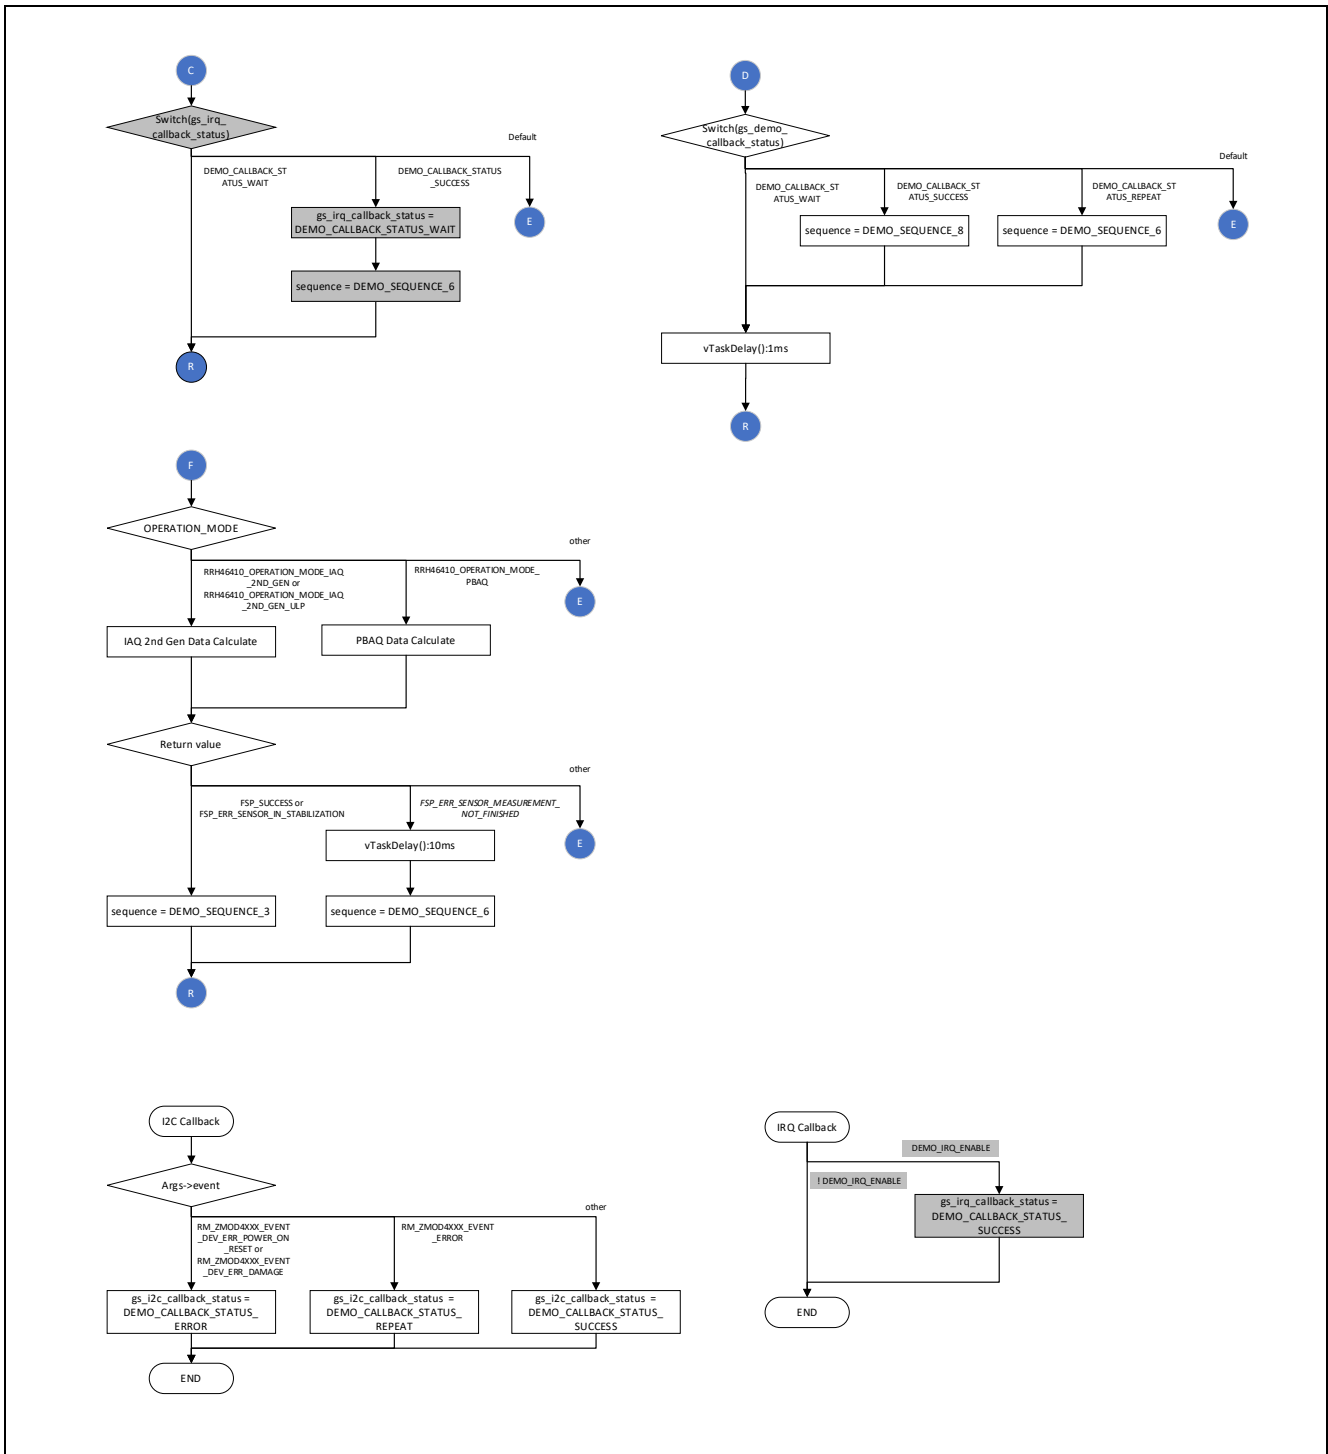 C
Switch(gs_irq_
callback_status)
Default
DEMO_CALLBACK_ST
ATUS_WAIT
DEMO_CALLBACK_STATUS
_SUCCESS
gs_irq_callback_status =
DEMO_CALLBACK_STATUS_WAIT
E
sequence = DEMO_SEQUENCE_6
R
D
Switch(gs_demo_
callback_status)
Default
DEMO_CALLBACK_ST
ATUS_WAIT
DEMO_CALLBACK_ST
ATUS_SUCCESS
DEMO_CALLBACK_ST
ATUS_REPEAT
sequence = DEMO_SEQUENCE_8
sequence = DEMO_SEQUENCE_6
E
vTaskDelay():1ms
R
F
OPERATION_MODE
other
RRH46410_OPERATION_MODE_IAQ
_2ND_GEN or
RRH46410_OPERATION_MODE_IAQ
_2ND_GEN_ULP
RRH46410_OPERATION_MODE_
PBAQ
E
IAQ 2nd Gen Data Calculate
PBAQ Data Calculate
Return value
other
FSP_SUCCESS or
FSP_ERR_SENSOR_IN_STABILIZATION
FSP_ERR_SENSOR_MEASUREMENT_
NOT_FINISHED
vTaskDelay():10ms
E
sequence = DEMO_SEQUENCE_3
sequence = DEMO_SEQUENCE_6
R
I2C Callback
Args->event
other
RM_ZMOD4XXX_EVENT
_DEV_ERR_POWER_ON
_RESET or
RM_ZMOD4XXX_EVENT
_DEV_ERR_DAMAGE
RM_ZMOD4XXX_EVENT
_ERROR
gs_i2c_callback_status =
DEMO_CALLBACK_STATUS_
ERROR
gs_i2c_callback_status =
DEMO_CALLBACK_STATUS_
REPEAT
gs_i2c_callback_status =
DEMO_CALLBACK_STATUS_
SUCCESS
END
IRQ Callback
DEMO_IRQ_ENABLE
! DEMO_IRQ_ENABLE
gs_irq_callback_status =
DEMO_CALLBACK_STATUS_
SUCCESS
END